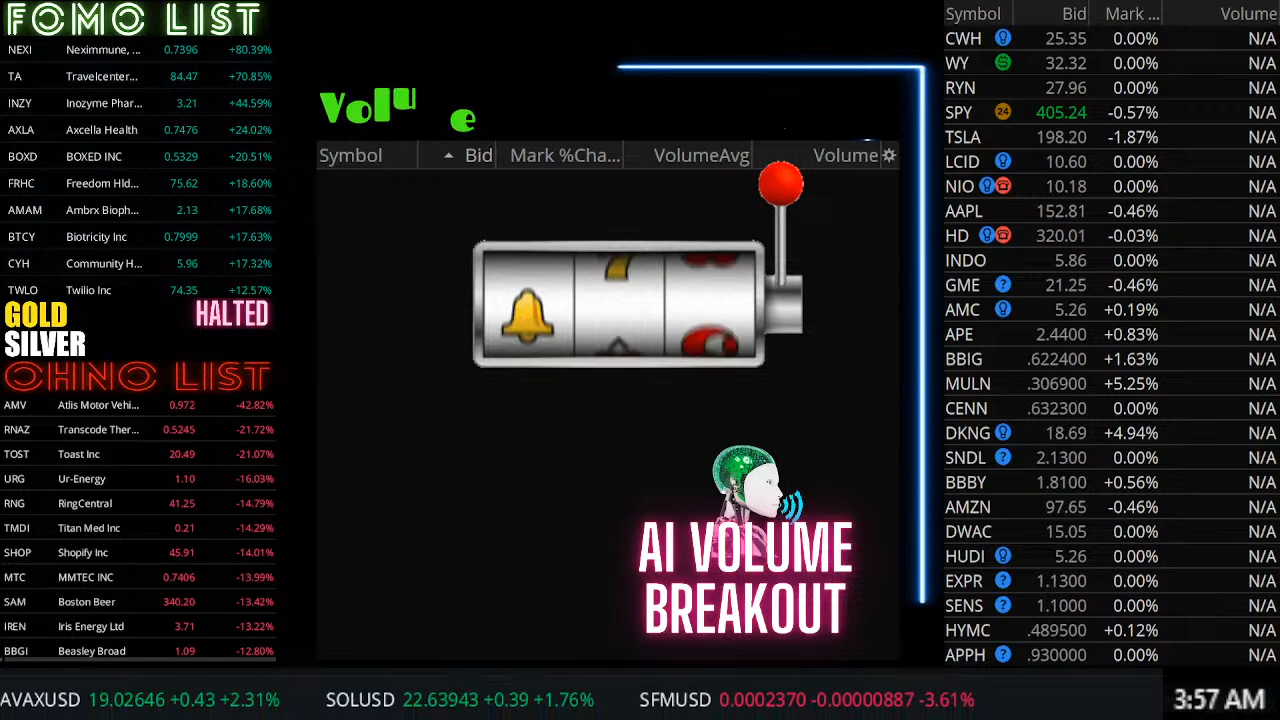 FOMO LIST
NEXI Neximmune, ... 0.7396 +80.39%
TA Travelcenter... 84.47 +70.85%
INZY Inozyme Phar... 3.21 +44.59%
AXLA Axcella Health 0.7476 +24.02%
BOXD BOXED INC 0.5329 +20.51%
FRHC Freedom Hld... 75.62 +18.60%
AMAM Ambrx Bioph... 2.13 +17.68%
BTCY Biotricity Inc 0.7999 +17.63%
CYH Community H... 5.96 +17.32%
TWLO Twilio Inc 74.35 +12.57%
GOLD HALTED
SILVER
OHNO LIST
AMV Atlis Motor Vehi... 0.972 -42.82%
RNAZ Transcode Ther... 0.5245 -21.72%
TOST Toast Inc 20.49 -21.07%
URG Ur-Energy 1.10 -16.03%
RNG RingCentral 41.25 -14.79%
TMDI Titan Med Inc 0.21 -14.29%
SHOP Shopify Inc 45.91 -14.01%
MTC MMTEC INC 0.7406 -13.99%
SAM Boston Beer 340.20 -13.42%
IREN Iris Energy Ltd 3.71 -13.22%
BBGI Beasley Broad 1.09 -12.80%
Volu e
Symbol Bid Mark %Cha... VolumeAvg Volume
7
AI VOLUME
BREAKOUT
Symbol Bid Mark ... Volume
CWH 25.35 0.00% N/A
WY 32.32 0.00% N/A
RYN 27.96 0.00% N/A
SPY 24 405.24 -0.57% N/A
TSLA 198.20 -1.87% N/A
LCID 10.60 0.00% N/A
NIO 10.18 0.00% N/A
AAPL 152.81 -0.46% N/A
HD 320.01 -0.03% N/A
INDO 5.86 0.00% N/A
GME ? 21.25 -0.46% N/A
AMC 5.26 +0.19% N/A
APE 2.4400 +0.83% N/A
BBIG .622400 +1.63% N/A
MULN .306900 +5.25% N/A
CENN .632300 0.00% N/A
DKNG 18.69 +4.94% N/A
SNDL ? 2.1300 0.00% N/A
BBBY 1.8100 +0.56% N/A
AMZN 97.65 -0.46% N/A
DWAC 15.05 0.00% N/A
HUDI 5.26 0.00% N/A
EXPR ? 1.1300 0.00% N/A
SENS ? 1.1000 0.00% N/A
HYMC .489500 +0.12% N/A
APPH ? .930000 0.00% N/A
AVAXUSD 19.02646 +0.43 +2.31% SOLUSD 22.63943 +0.39 +1.76% SFMUSD 0.0002370 -0.00000887 -3.61%
3:57 AM